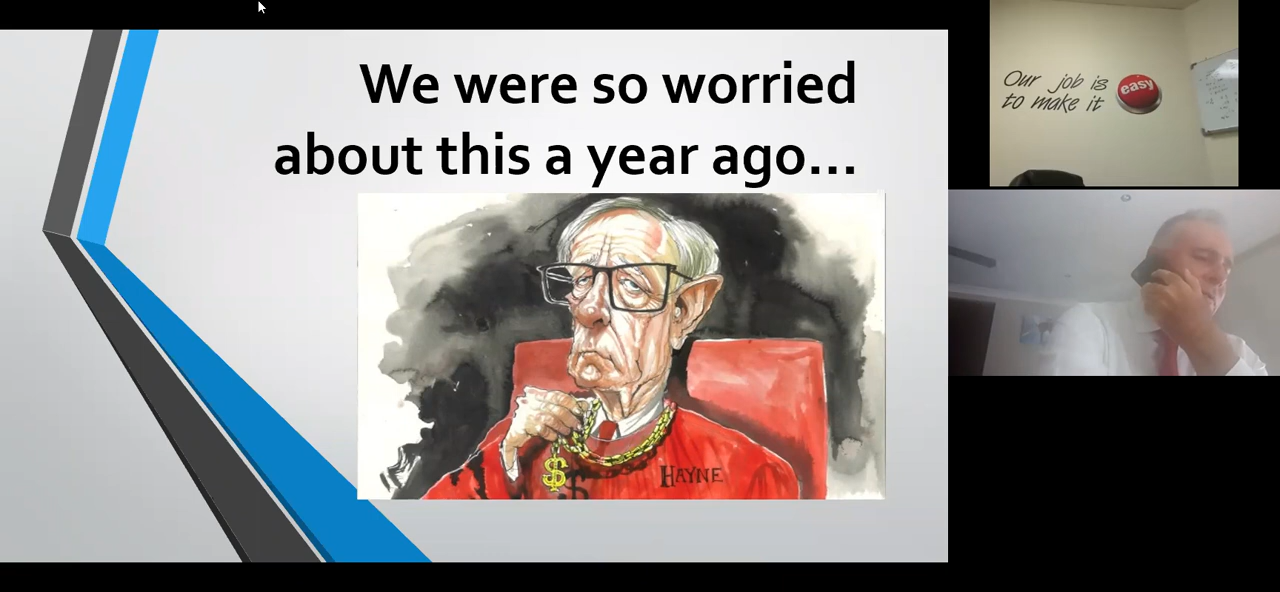 We were so worried
about this a year ago...
$
HAYNE
Our job is
to make it
easy